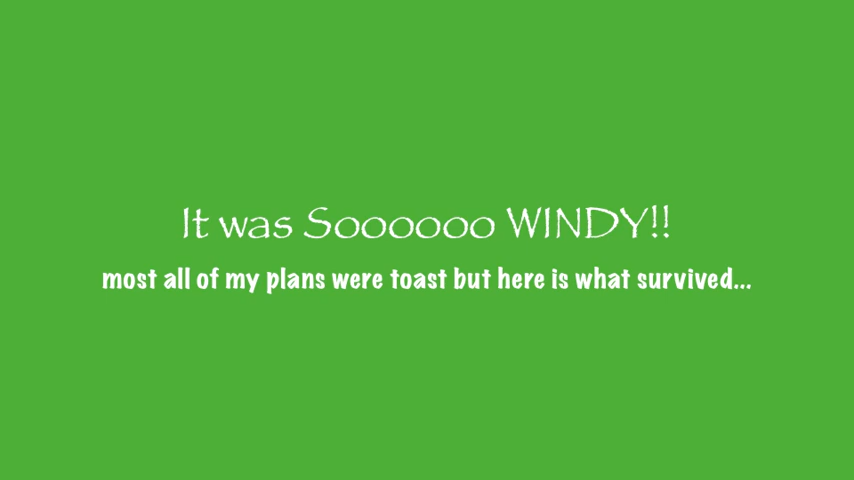 It was Soooooo WINDY!!
most all of my plans were toast but here is what survived...